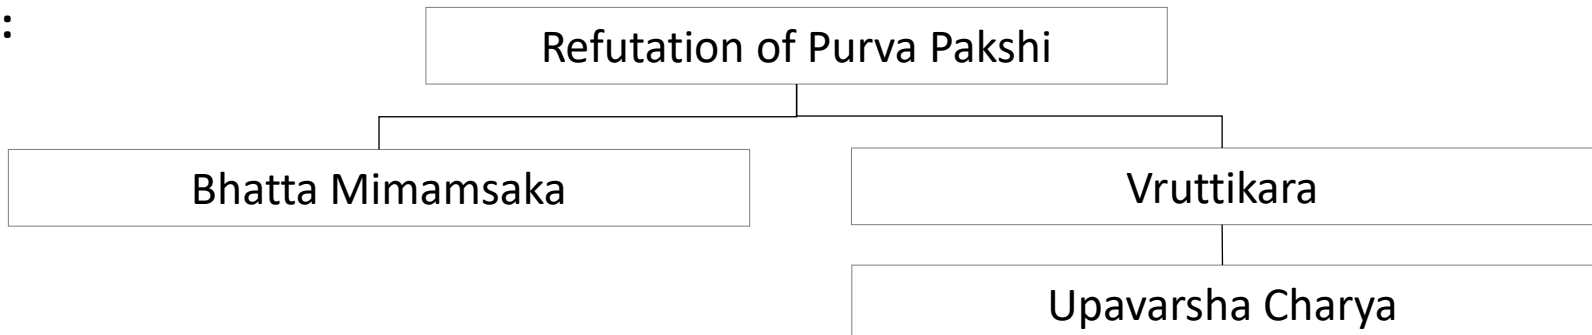 :
Refutation of Purva Pakshi
Bhatta Mimamsaka
Vruttikara
Upavarsha Charya